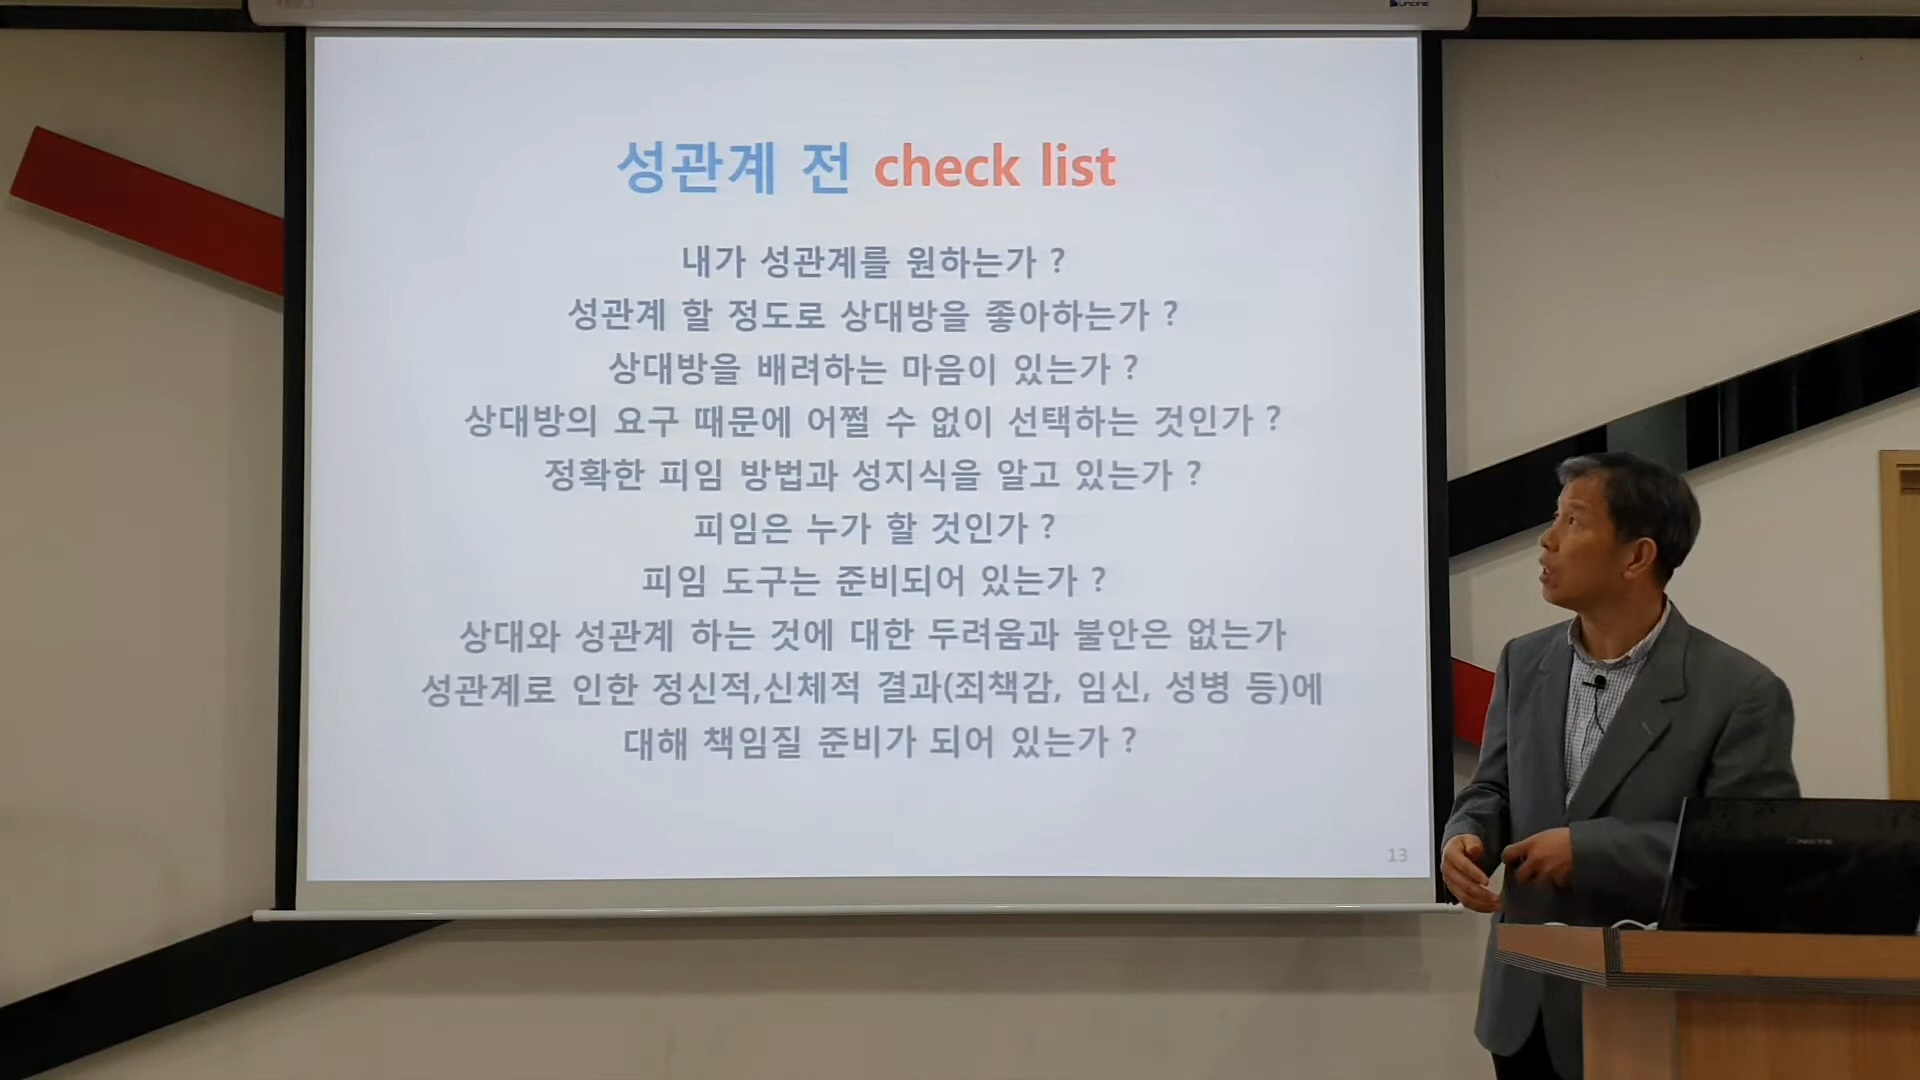 성관계 전 check list
내가 성관계를 원하는가 ?
성관계 할 정도로 상대방을 좋아하는가 ?
상대방을 배려하는 마음이 있는가 ?
상대방의 요구 때문에 어쩔 수 없이 선택하는 것인가 ?
정확한 피임 방법과 성지식을 알고 있는가 ?
피임은 누가 할 것인가 ?
피임 도구는 준비되어 있는가 ?
상대와 성관계 하는 것에 대한 두려움과 불안은 없는가
성관계로 인한 정신적,신체적 결과(죄책감, 임신, 성병 등)에
대해 책임질 준비가 되어 있는가 ?
13